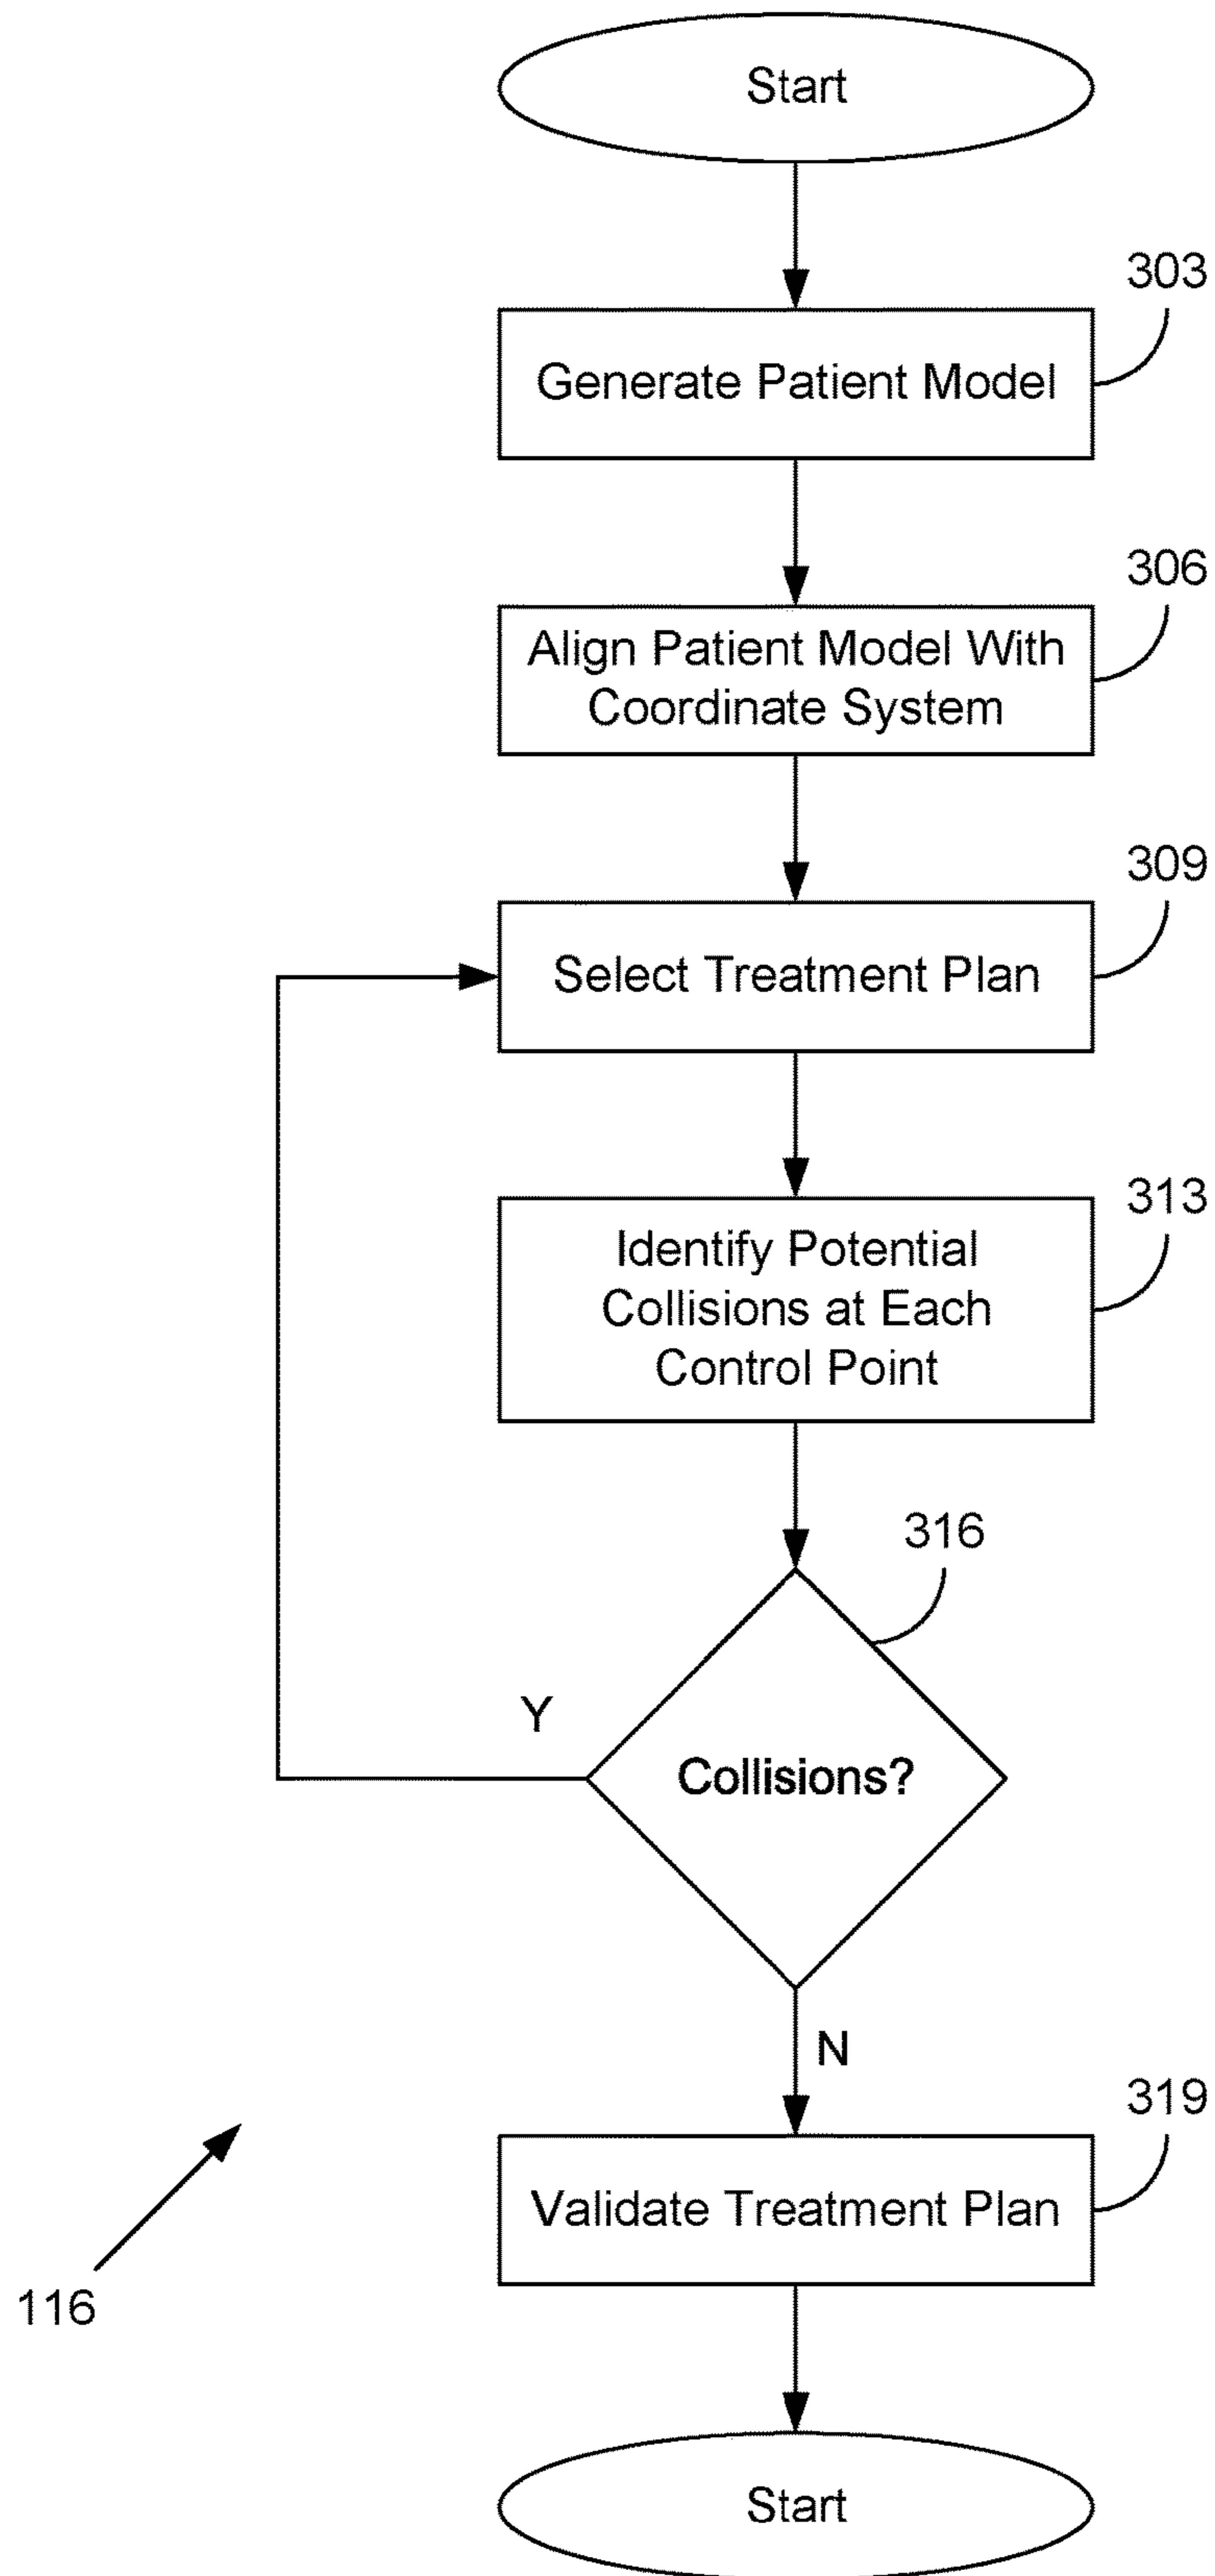 Start
303
Generate Patient Model
306
Align Patient Model With
Coordinate System
309
Select Treatment Plan
313
Identify Potential
Collisions at Each
Control Point
316
Y
Collisions?
N
319
Validate Treatment Plan
116
Start